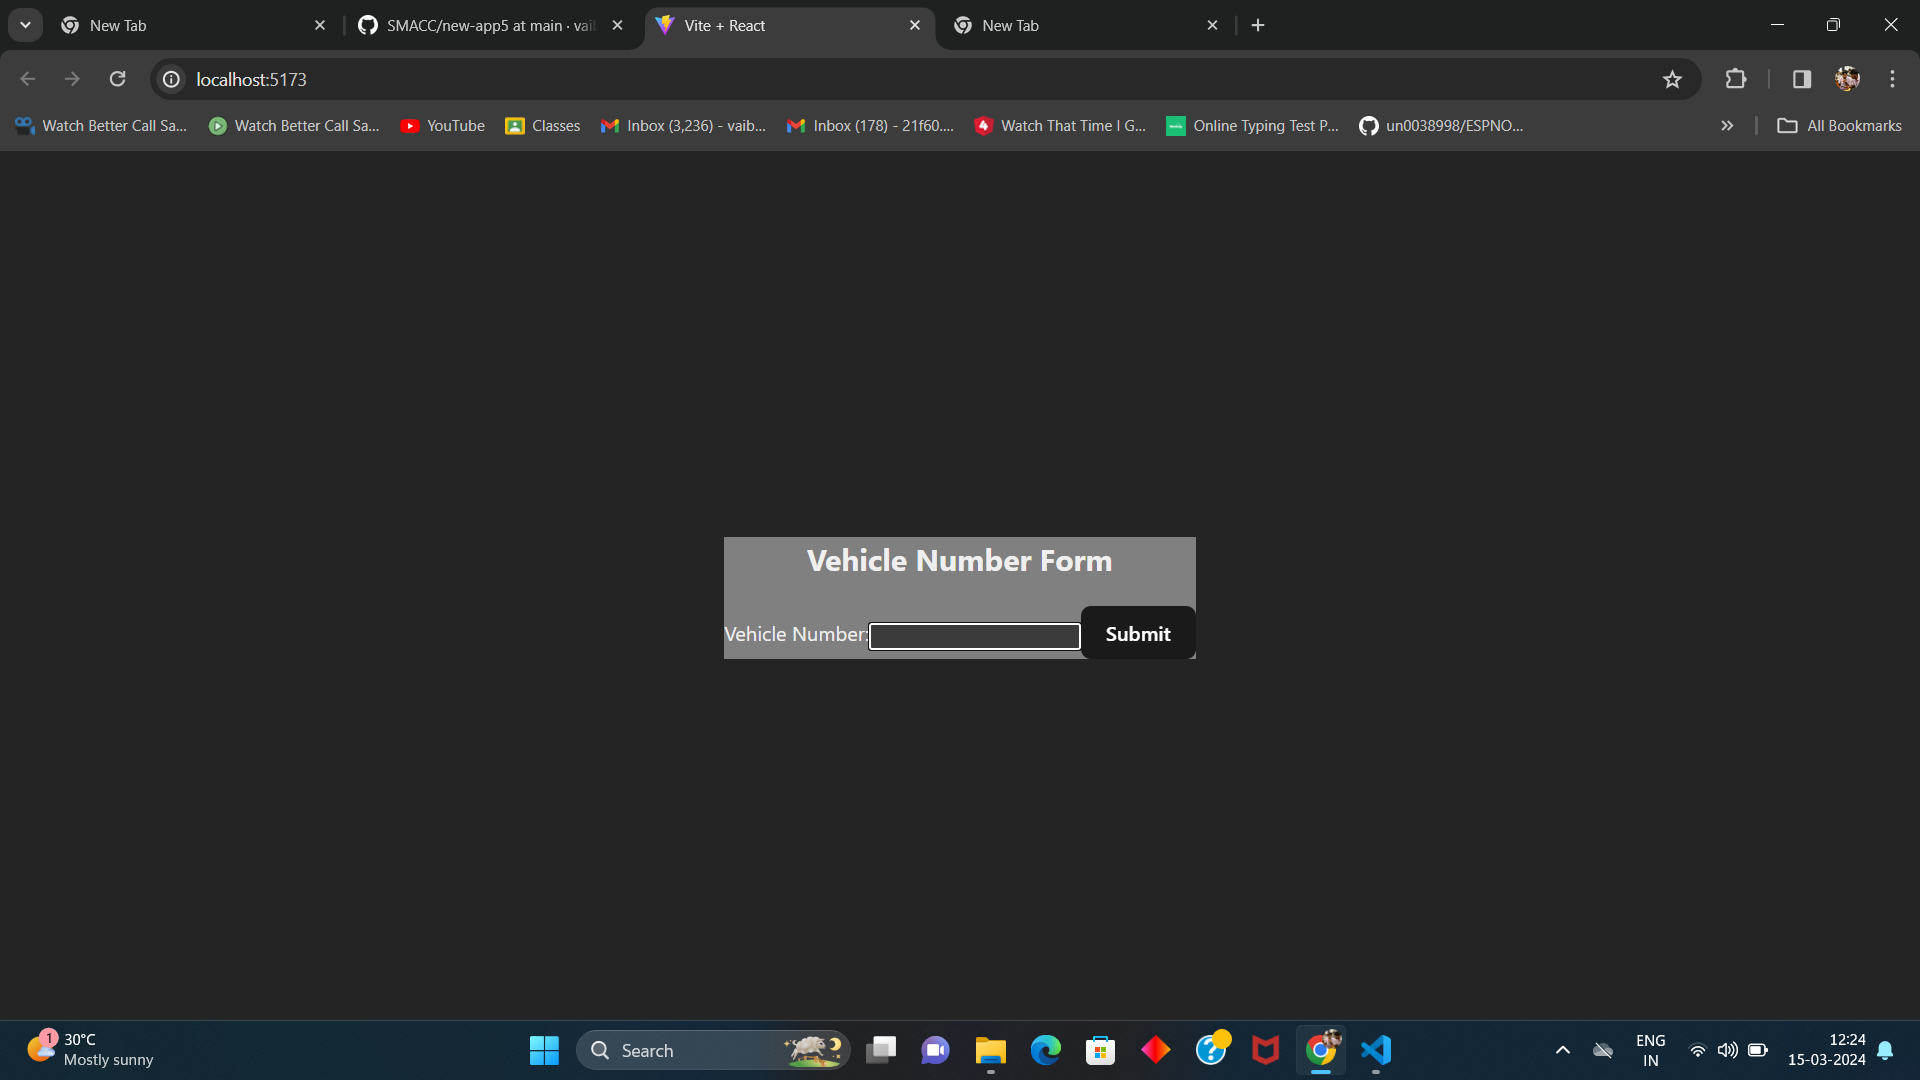 New Tab
SMACC/new-app5 at main · vai
Vite + React
New Tab
localhost:5173
Watch Better Call Sa...
Watch Better Call Sa...
YouTube
Classes
Inbox (3,236) - vaib...
Inbox (178) - 21f60....
Watch That Time I G...
Online Typing Test P...
un0038998/ESPNO...
All Bookmarks
Vehicle Number Form
Vehicle Number:
Submit
1
30°C
Mostly sunny
Search
ENG
IN
12:24
15-03-2024